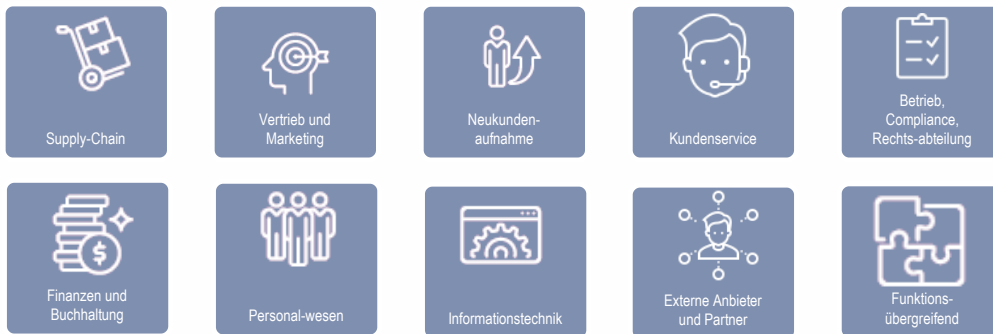 Supply-Chain
Vertrieb und
Marketing
Neukunden-
aufnahme
Kundenservice
Betrieb,
Compliance,
Rechts-abteilung
Finanzen und
Buchhaltung
$
Personal-wesen
Informationstechnik
Externe Anbieter
und Partner
Funktions-
übergreifend